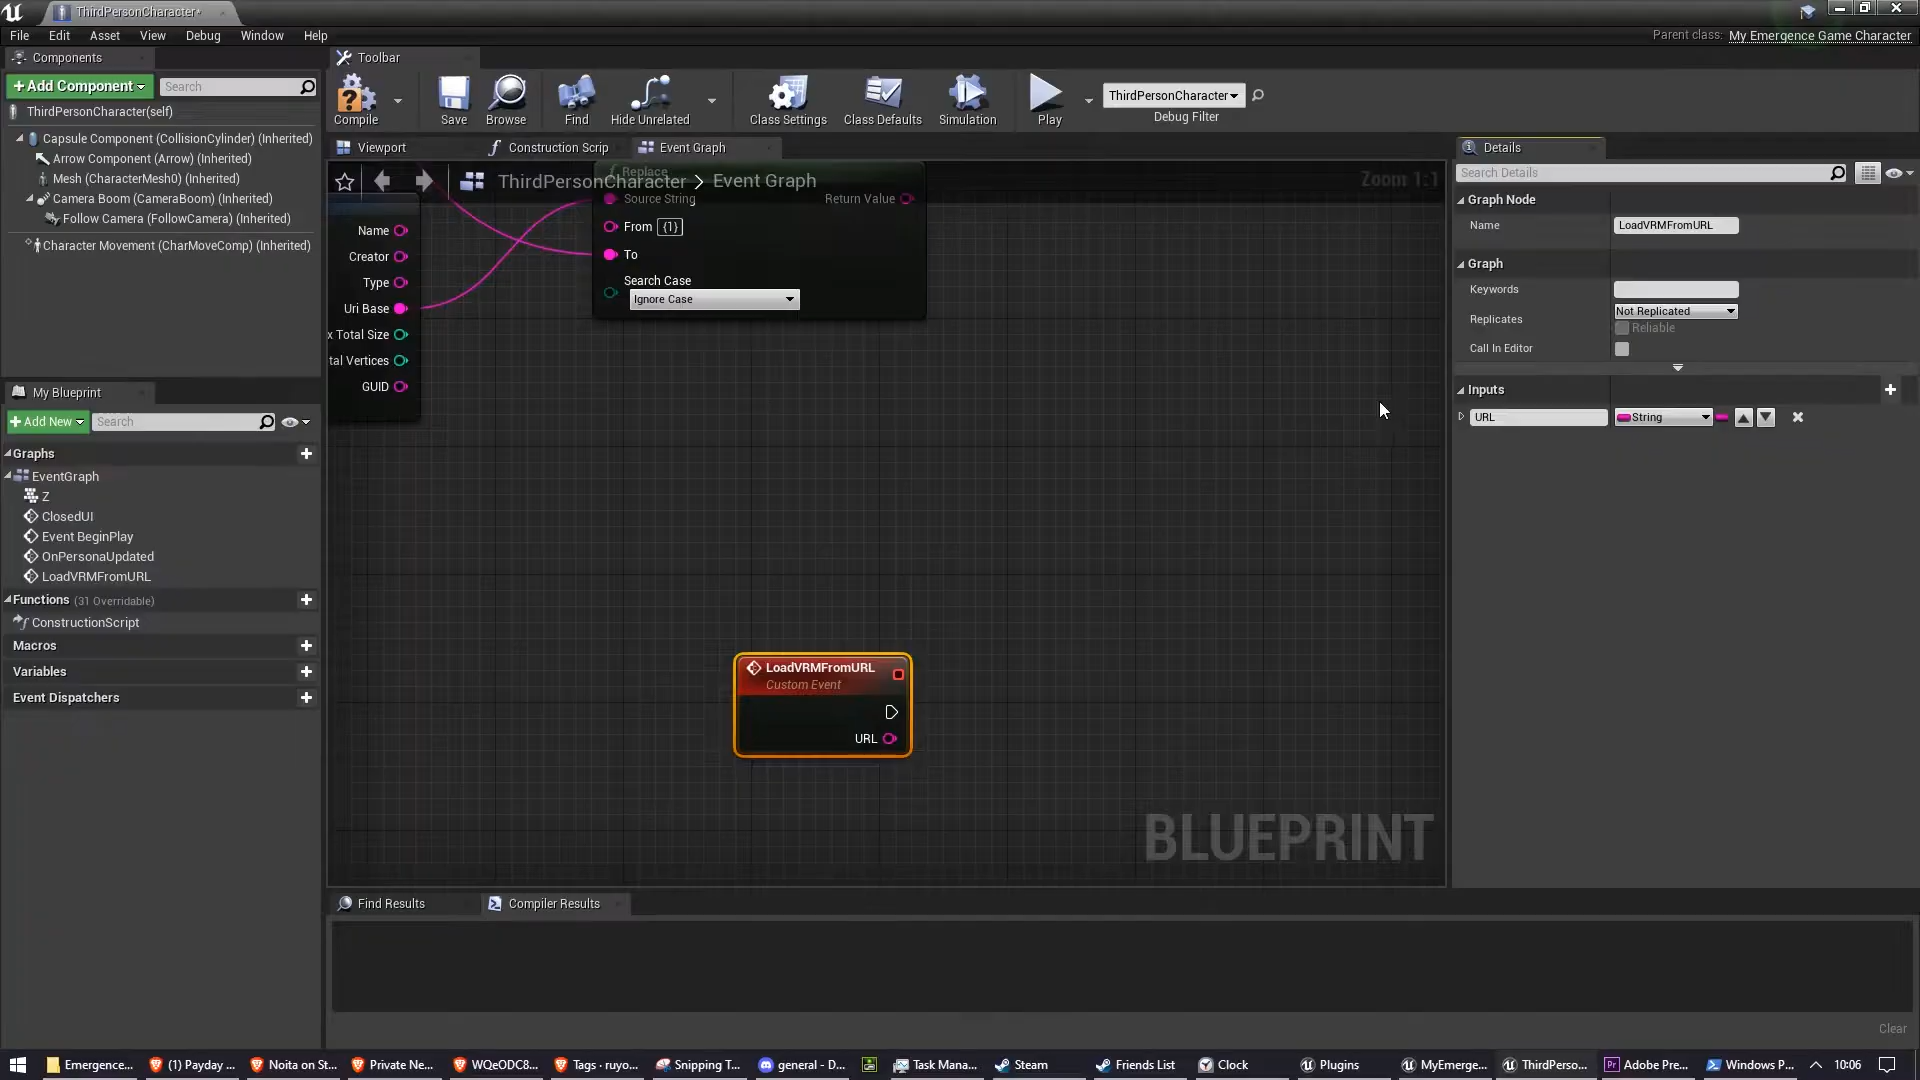 ThirdPersonCharacter*
File Edit Asset View Debug Window Help
Parent class: My Emergence Game Character
Components
+Add Component
Search
ThirdPersonCharacter(self)
Capsule Component (CollisionCylinder) (Inherited)
Arrow Component (Arrow) (Inherited)
Mesh (CharacterMesh0) (Inherited)
Camera Boom (CameraBoom) (Inherited)
Follow Camera (FollowCamera) (Inherited)
Character Movement (CharMoveComp) (Inherited)
My Blueprint
+Add New
Search
Graphs
EventGraph
Z
ClosedUI
Event BeginPlay
OnPersonaUpdated
LoadVRMFromURL
Functions (31 Overridable)
ConstructionScript
Macros
Variables
Event Dispatchers
Toolbar
Compile
Save
Browse
Find
Hide Unrelated
Class Settings
Class Defaults
Simulation
Play
ThirdPersonCharacter
Debug Filter
Viewport
Construction Scrip
Event Graph
ThirdPersonCharacter > Event Graph
Zoom 1:1
Replace
Source String
Return Value
From {1}
To
Search Case
Ignore Case
Name
Creator
Type
Uri Base
x Total Size
tal Vertices
GUID
LoadVRMFromURL
Custom Event
URL
BLUEPRINT
Details
Search Details
Graph Node
Name LoadVRMFromURL
Graph
Keywords
Replicates Not Replicated
Reliable
Call In Editor
Inputs
URL String
Find Results
Compiler Results
Clear
Emergence...
(1) Payday ...
Noita on St...
Private Ne...
WQeODC8...
Tags · ruyo...
Snipping T...
general - D...
Task Mana...
Steam
Friends List
Clock
Plugins
MyEmerge...
ThirdPerso...
Adobe Pre...
Windows P...
10:06